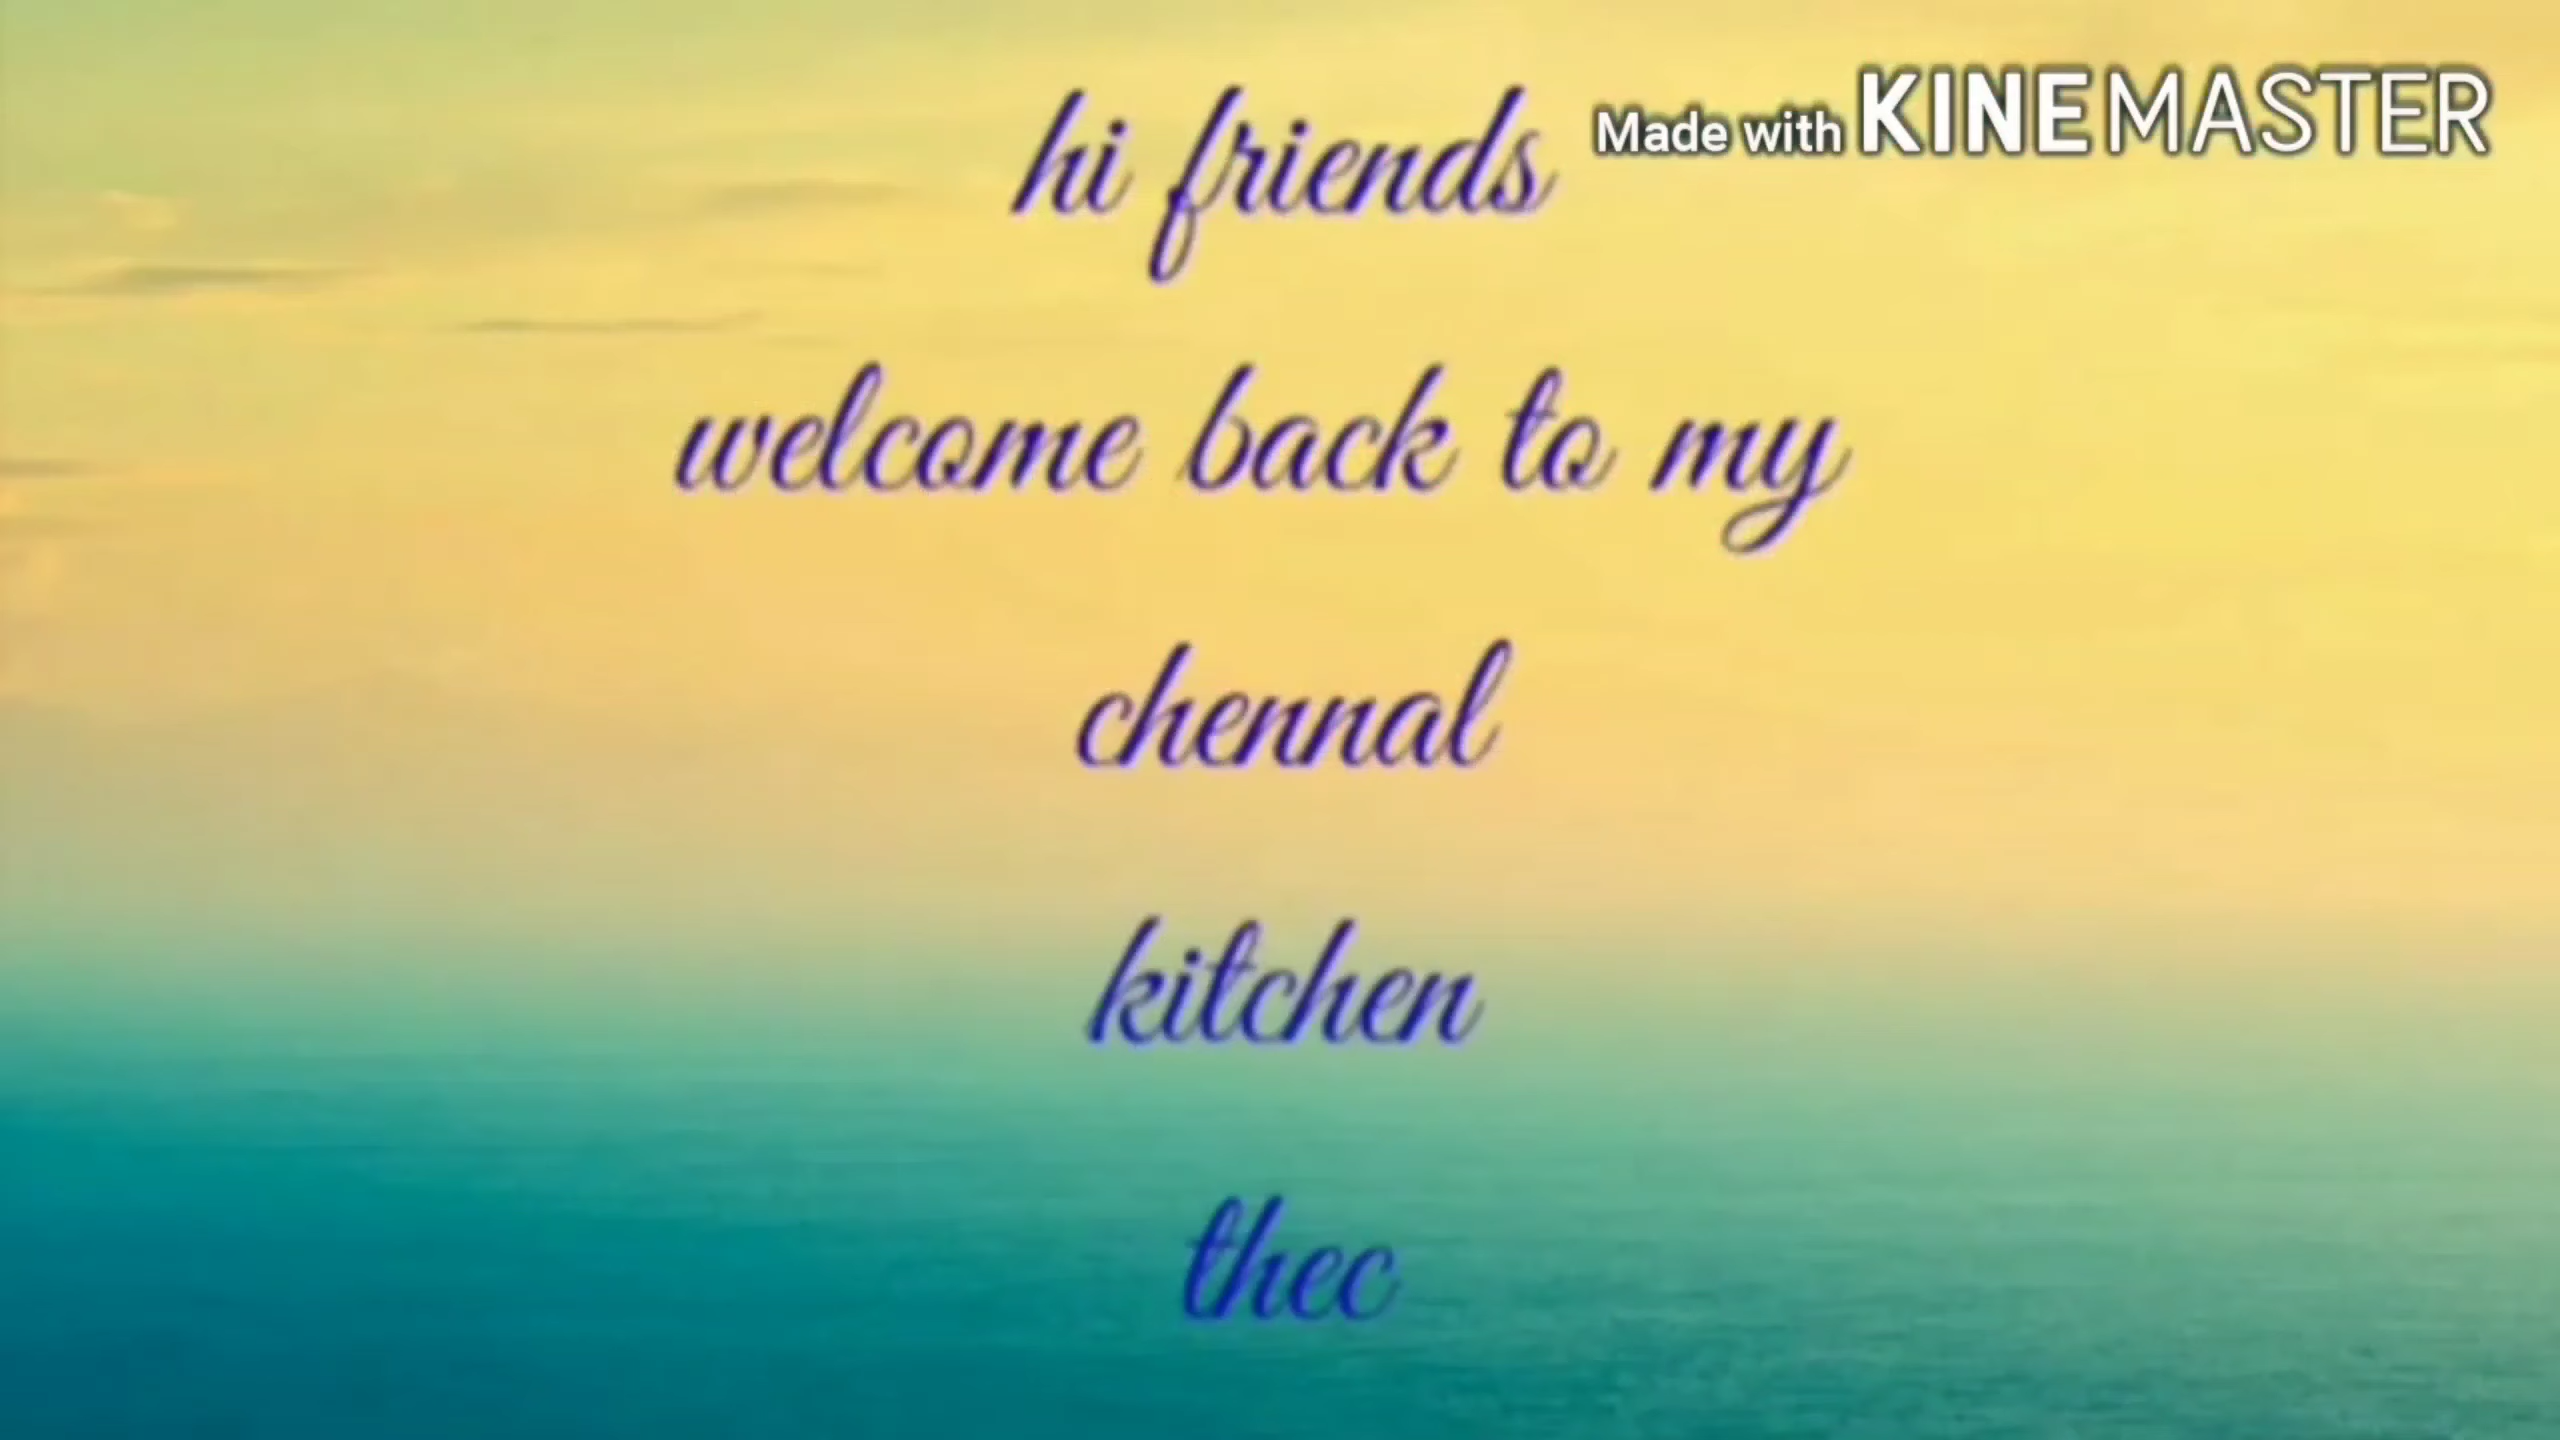 hi friends
Made with KINEMASTER
welcome back to my
chennal
kitchen
thec